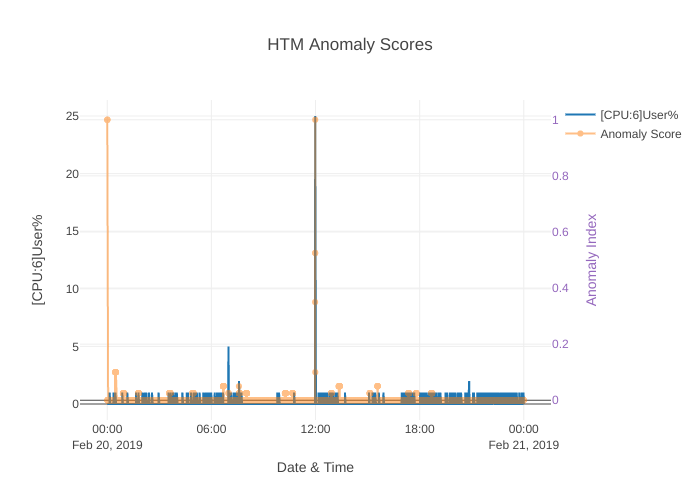 HTM Anomaly Scores
[CPU:6]User%
25
20
15
10
5
0
1
0.8
0.6
0.4
0.2
0
Anomaly Index
[CPU:6]User%
Anomaly Score
00:00
Feb 20, 2019
06:00
12:00
18:00
00:00
Feb 21, 2019
Date & Time